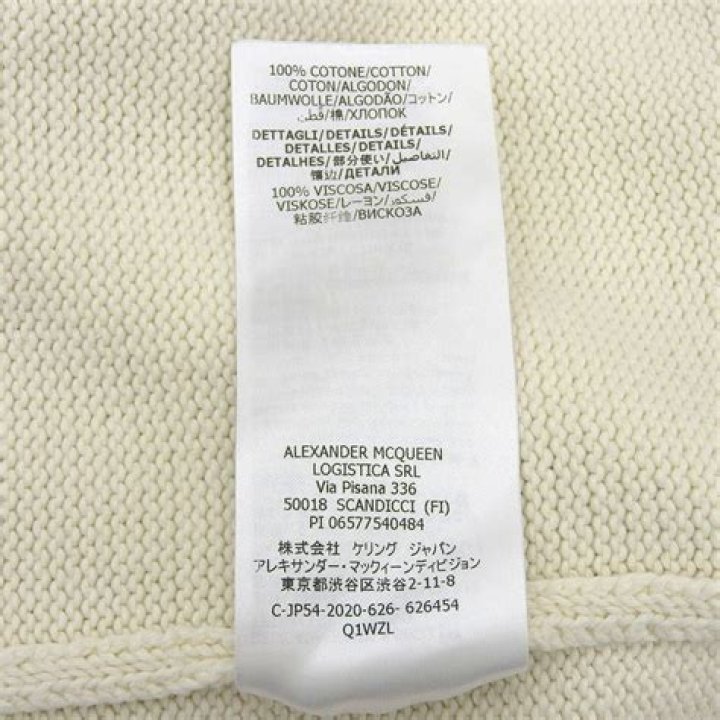 100% COTONE/COTTON/
COTON/ALGODON/
BAUMWOLLE/ALGODÃO/コットン/
قطن/棉/ХЛОПОК
DETTAGLI/DETAILS/DÉTAILS/
DETALLES/DETAILS/
DETALHES/部分使い/التفاصيل/
镶边/ДЕТАЛИ
100% VISCOSA/VISCOSE/
VISKOSE/レーヨン/فسكوز/
粘胶纤维/ВИСКОЗА
ALEXANDER MCQUEEN
LOGISTICA SRL
Via Pisana 336
50018 SCANDICCI (FI)
PI 06577540484
株式会社 ケリング ジャパン
アレキサンダー・マックィーンディビジョン
東京都渋谷区渋谷2-11-8
C-JP54-2020-626- 626454
Q1WZL